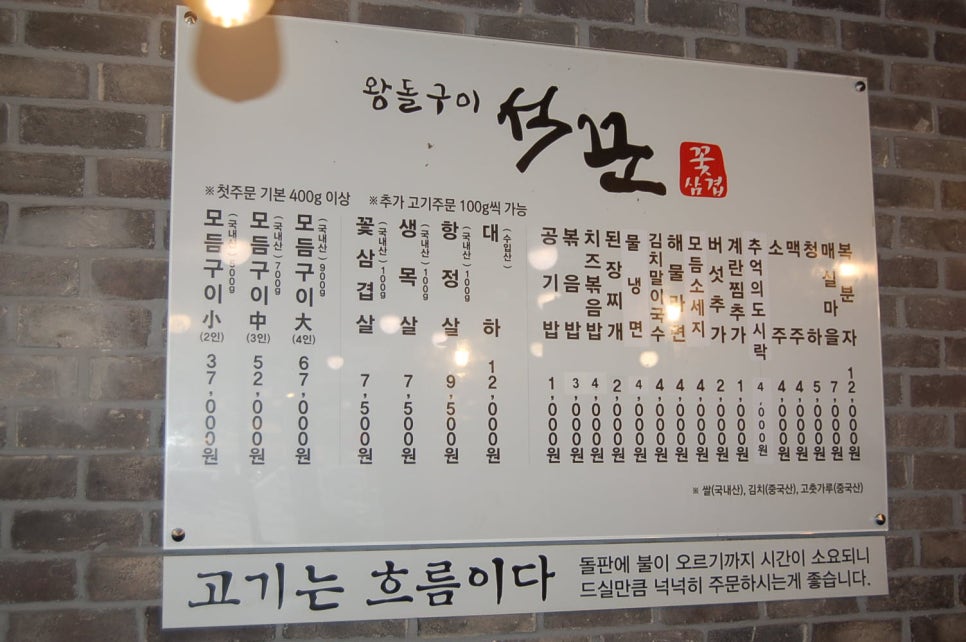 왕돌구이 석쭌
꽃
삼겹
※첫주문 기본 400g 이상
※추가 고기주문 100g씩 가능
모듬구이 小 (국내산) 500g (2인) 37,000원
모듬구이 中 (국내산) 700g (3인) 52,000원
모듬구이 大 (국내산) 900g (4인) 67,000원
꽃삼겹살 (국내산) 100g 7,500원
생목살 (국내산) 100g 7,500원
항정살 (국내산) 100g 9,500원
대하 (수입산) 12,000원
공기밥 1,000원
볶음밥 3,000원
치즈볶음밥 4,000원
된장찌개 2,000원
물냉면 4,000원
김치말이국수 4,000원
해물라면 4,000원
모듬소세지 4,000원
버섯추가 2,000원
계란찜추가 1,000원
추억의도시락 4,000원
소주 4,000원
맥주 4,000원
청하 5,000원
매실마을 7,000원
복분자 12,000원
※ 쌀(국내산), 김치(중국산), 고춧가루(중국산)
고기는 흐름이다
돌판에 불이 오르기까지 시간이 소요되니
드실만큼 넉넉히 주문하시는게 좋습니다.